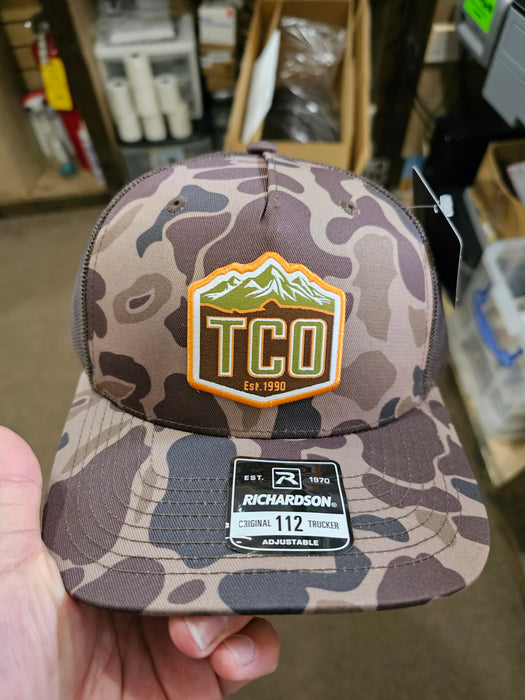 TCO
Est. 1990
EST. R 1970
RICHARDSON®
ORIGINAL 112 TRUCKER
ADJUSTABLE